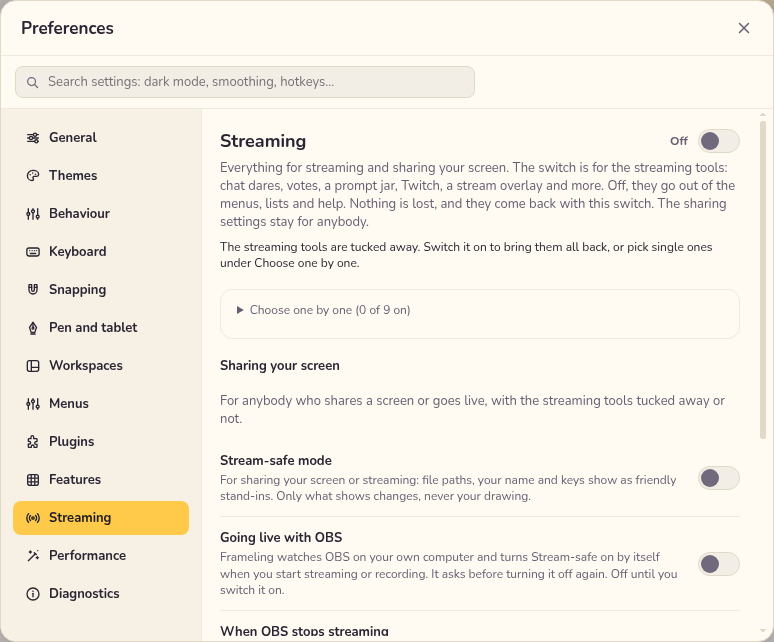 Preferences
Search settings: dark mode, smoothing, hotkeys...
General
Themes
Behaviour
Keyboard
Snapping
Pen and tablet
Workspaces
Menus
Plugins
Features
Streaming
Performance
Diagnostics
Streaming
Off
Everything for streaming and sharing your screen. The switch is for the streaming tools:
chat dares, votes, a prompt jar, Twitch, a stream overlay and more. Off, they go out of the
menus, lists and help. Nothing is lost, and they come back with this switch. The sharing
settings stay for anybody.
The streaming tools are tucked away. Switch it on to bring them all back, or pick single ones
under Choose one by one.
Choose one by one (0 of 9 on)
Sharing your screen
For anybody who shares a screen or goes live, with the streaming tools tucked away or
not.
Stream-safe mode
For sharing your screen or streaming: file paths, your name and keys show as friendly
stand-ins. Only what shows changes, never your drawing.
Going live with OBS
Frameling watches OBS on your own computer and turns Stream-safe on by itself
when you start streaming or recording. It asks before turning it off again. Off until you
switch it on.
When OBS stops streaming